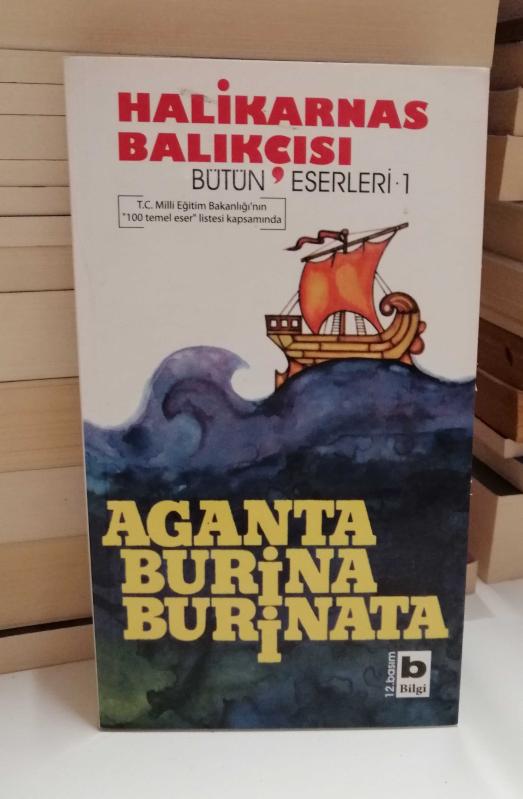 HALİKARNAS
BALIKÇISI
BÜTÜN ESERLERİ·1
T.C. Milli Eğitim Bakanlığı'nın
"100 temel eser" listesi kapsamında
AGANTA
BURİNA
BURİNATA
12.basım
b
Bilgi